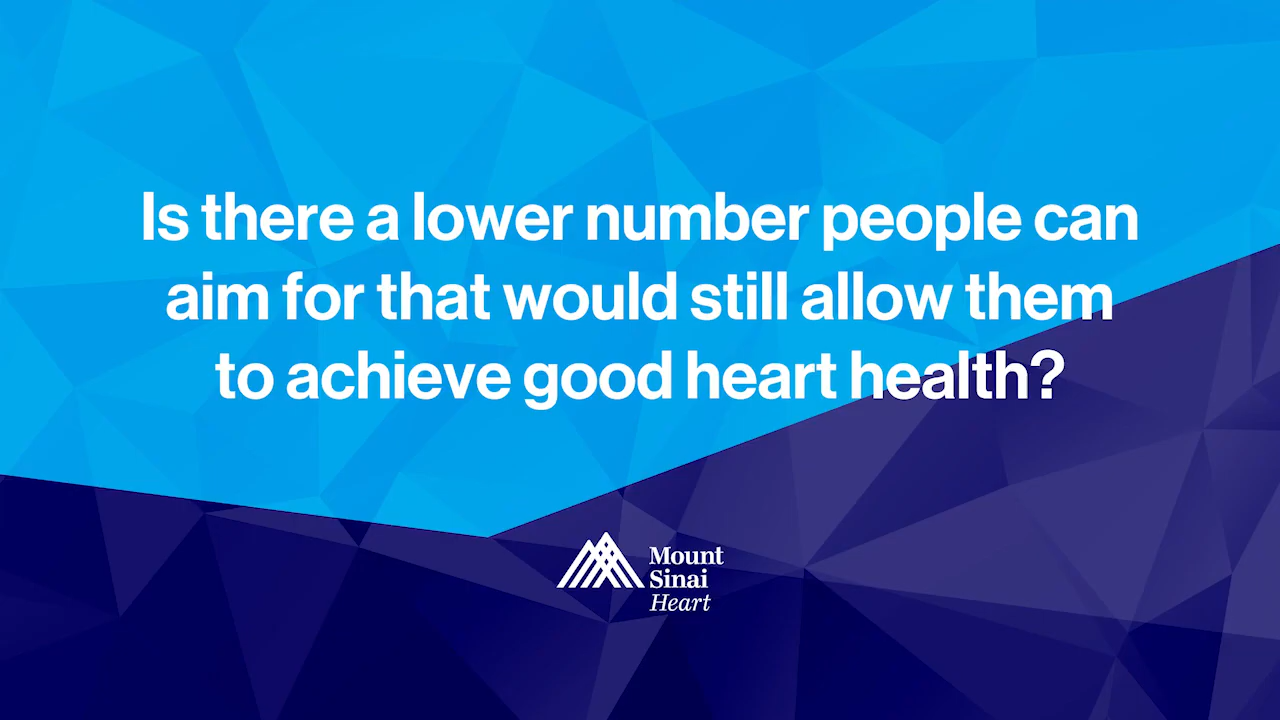 Is there a lower number people can
aim for that would still allow them
to achieve good heart health?
Mount
Sinai
Heart